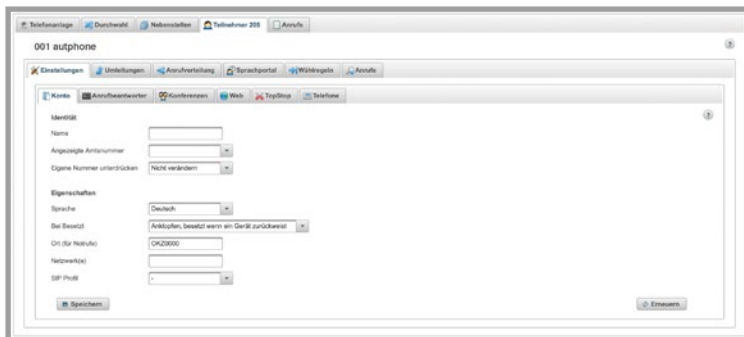 Telefonanlage Durchwahl Nebenstellen Teilnehmer 205 Anrufe
001 autphone
?
Einstellungen Umleitungen Anrufverteilung Sprachportal Wählregeln Anrufe
Konto Anrufbeantworter Konferenzen Web TopStop Telefone
Identität
?
Name
Angezeigte Amtsnummer
Eigene Nummer unterdrücken Nicht verändern
Eigenschaften
Sprache Deutsch
Bei Besetzt Anklopfen, besetzt wenn ein Gerät zurückweist
Ort (für Notrufe) OKZ0000
Netzwerk(e)
SIP Profil -
Speichern Erneuern